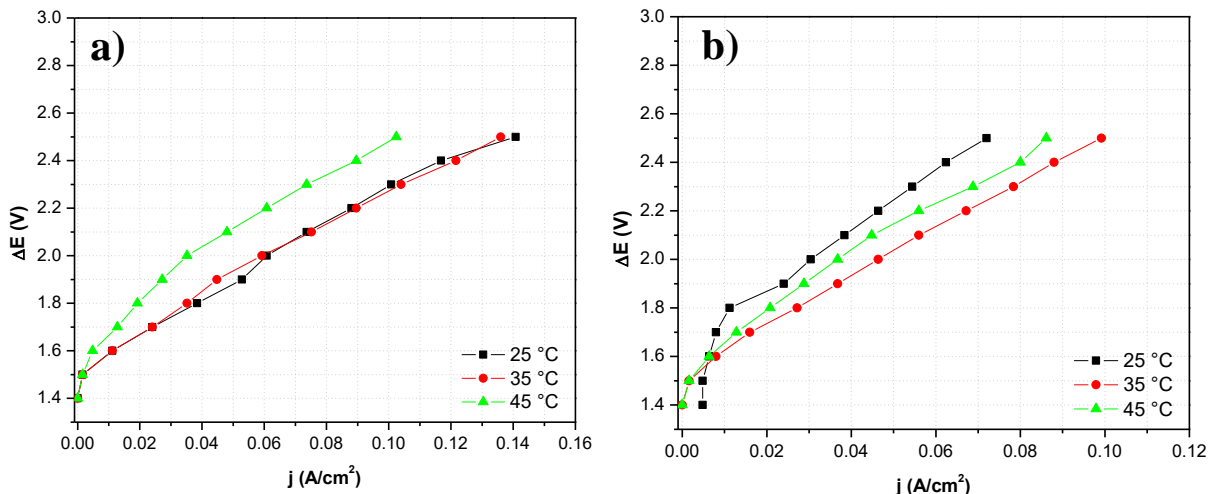 a)
3.0
2.8
2.6
2.4
2.2
2.0
1.8
1.6
1.4
ΔE (V)
25 °C
35 °C
45 °C
0.00 0.02 0.04 0.06 0.08 0.10 0.12 0.14 0.16
j (A/cm²)
b)
3.0
2.8
2.6
2.4
2.2
2.0
1.8
1.6
1.4
ΔE (V)
25 °C
35 °C
45 °C
0.00 0.02 0.04 0.06 0.08 0.10 0.12
j (A/cm²)